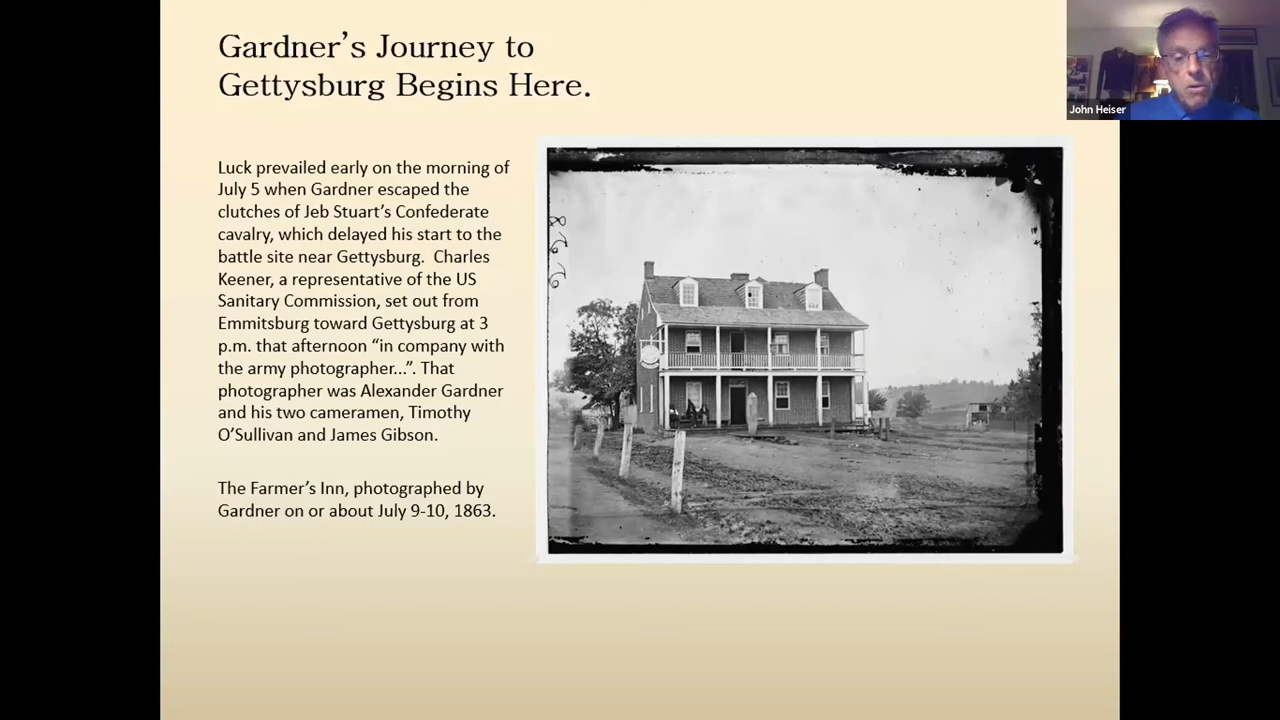 Gardner’s Journey to
Gettysburg Begins Here.
John Heiser
Luck prevailed early on the morning of
July 5 when Gardner escaped the
clutches of Jeb Stuart’s Confederate
cavalry, which delayed his start to the
battle site near Gettysburg.  Charles
Keener, a representative of the US
Sanitary Commission, set out from
Emmitsburg toward Gettysburg at 3
p.m. that afternoon “in company with
the army photographer...”. That
photographer was Alexander Gardner
and his two cameramen, Timothy
O’Sullivan and James Gibson.
The Farmer’s Inn, photographed by
Gardner on or about July 9-10, 1863.